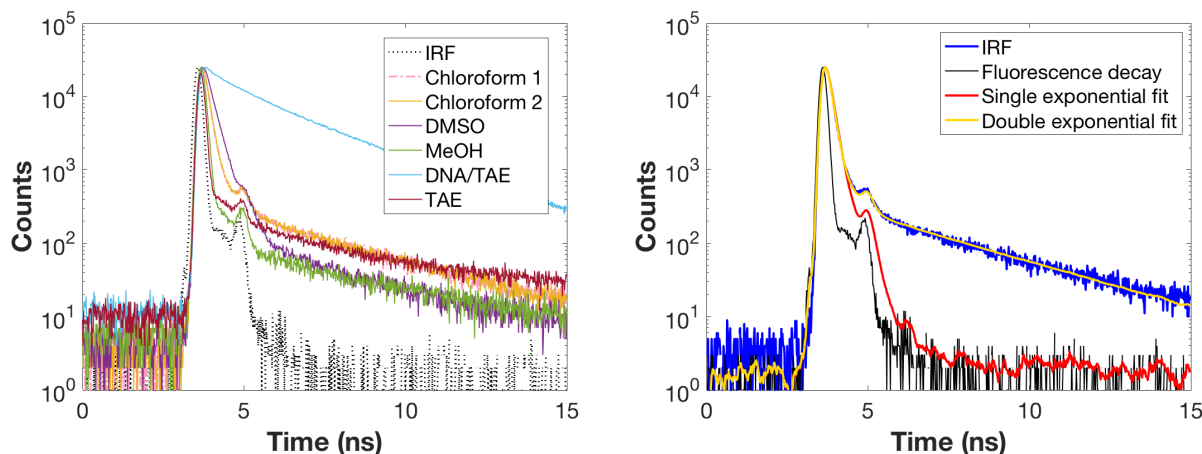 10^5
10^4
10^3
10^2
10^1
10^0
Counts
0
5
10
15
Time (ns)
IRF
Chloroform 1
Chloroform 2
DMSO
MeOH
DNA/TAE
TAE
10^5
10^4
10^3
10^2
10^1
10^0
Counts
0
5
10
15
Time (ns)
IRF
Fluorescence decay
Single exponential fit
Double exponential fit